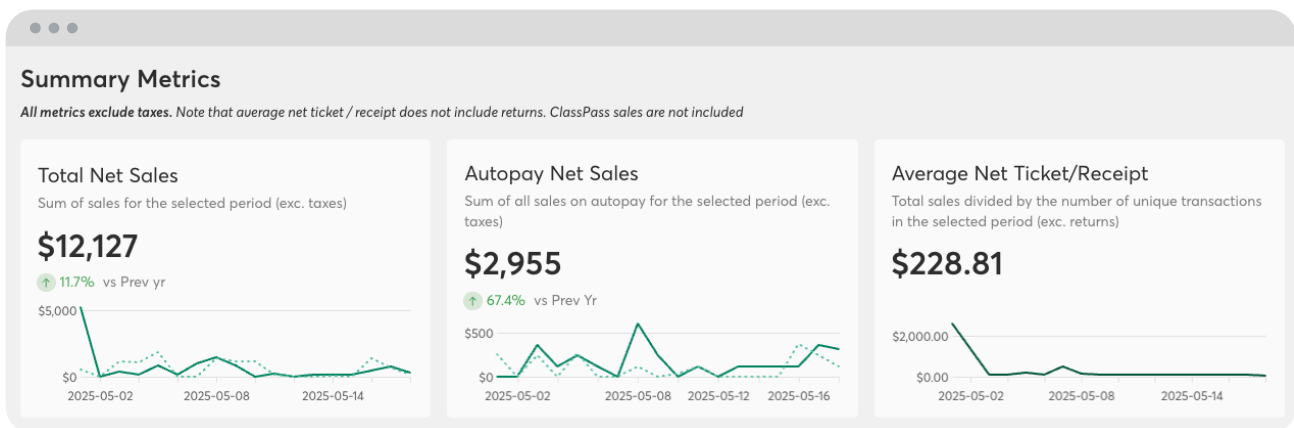 Summary Metrics
All metrics exclude taxes. Note that average net ticket / receipt does not include returns. ClassPass sales are not included
Total Net Sales
Sum of sales for the selected period (exc. taxes)
$12,127
↑ 11.7% vs Prev yr
$5,000
$0
2025-05-02 2025-05-08 2025-05-14
Autopay Net Sales
Sum of all sales on autopay for the selected period (exc.
taxes)
$2,955
↑ 67.4% vs Prev Yr
$500
$0
2025-05-02 2025-05-08 2025-05-12 2025-05-16
Average Net Ticket/Receipt
Total sales divided by the number of unique transactions
in the selected period (exc. returns)
$228.81
$2,000.00
$0.00
2025-05-02 2025-05-08 2025-05-14